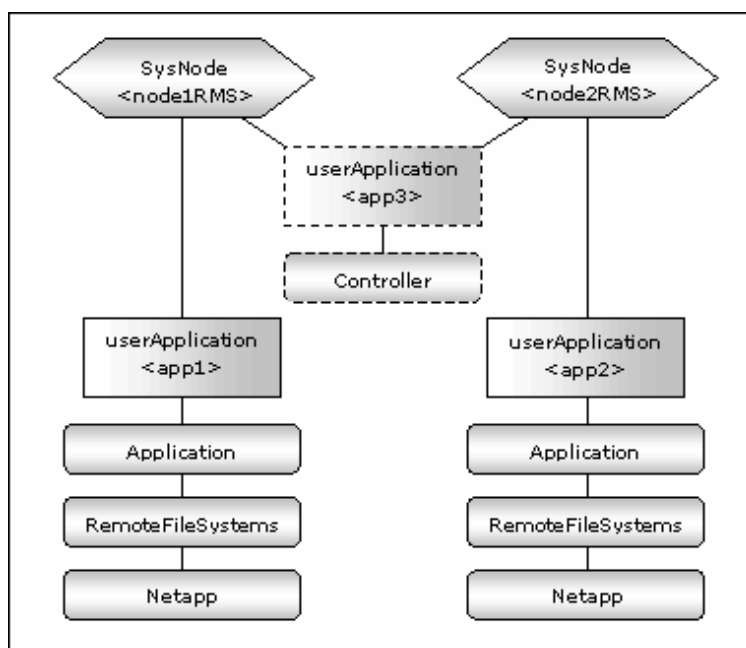 SysNode
<node1RMS>
SysNode
<node2RMS>
userApplication
<app3>
Controller
userApplication
<app1>
userApplication
<app2>
Application
Application
RemoteFileSystems
RemoteFileSystems
Netapp
Netapp